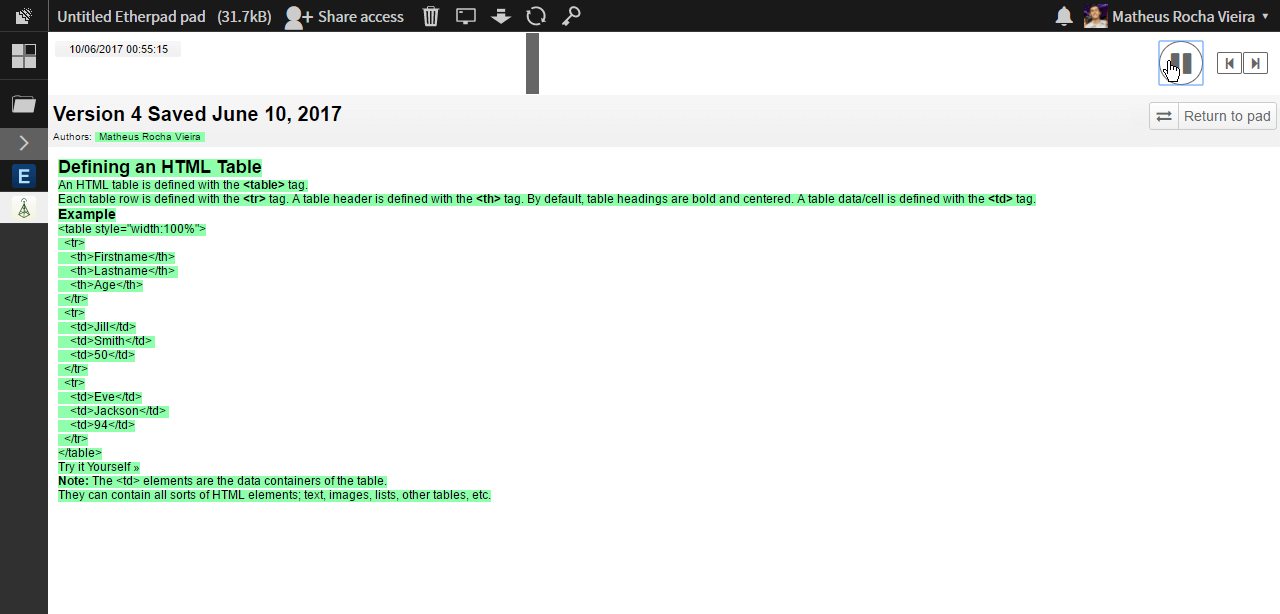 Untitled Etherpad pad (31.7kB) Share access Matheus Rocha Vieira
10/06/2017 00:55:15
Version 4 Saved June 10, 2017
Return to pad
Authors: Matheus Rocha Vieira
E
Defining an HTML Table
An HTML table is defined with the <table> tag.
Each table row is defined with the <tr> tag. A table header is defined with the <th> tag. By default, table headings are bold and centered. A table data/cell is defined with the <td> tag.
Example
<table style="width:100%">
<tr>
<th>Firstname</th>
<th>Lastname</th>
<th>Age</th>
</tr>
<tr>
<td>Jill</td>
<td>Smith</td>
<td>50</td>
</tr>
<tr>
<td>Eve</td>
<td>Jackson</td>
<td>94</td>
</tr>
</table>
Try it Yourself »
Note: The <td> elements are the data containers of the table.
They can contain all sorts of HTML elements; text, images, lists, other tables, etc.